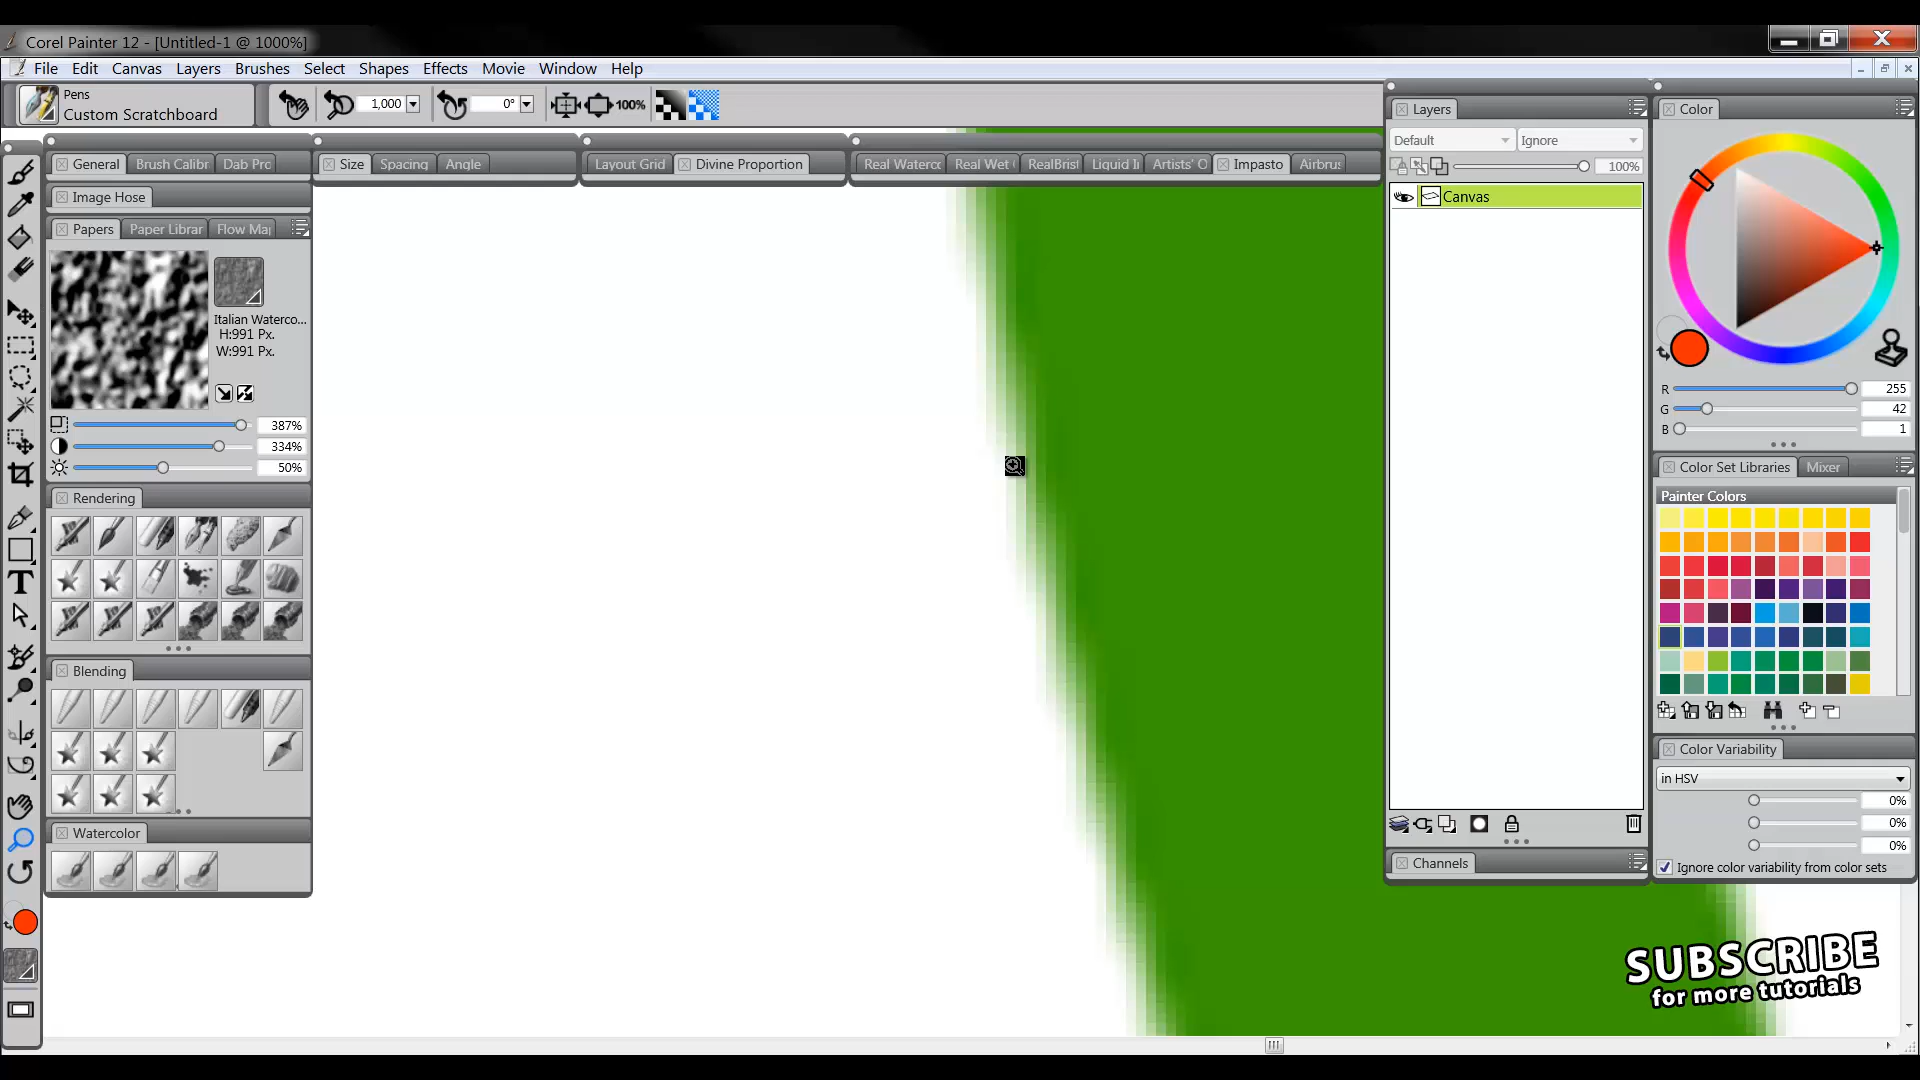 Corel Painter 12 - [Untitled-1 @ 1000%]
File Edit Canvas Layers Brushes Select Shapes Effects Movie Window Help
Pens
Custom Scratchboard
1,000
0°
100%
General Brush Calibr Dab Pro
Size Spacing Angle
Layout Grid Divine Proportion
Real Waterco Real Wet RealBrist Liquid I Artists' O Impasto Airbrus
Image Hose
Papers Paper Librar Flow Ma
Italian Waterco...
H:991 Px.
W:991 Px.
387%
334%
50%
Rendering
Blending
Watercolor
Layers
Default Ignore
100%
Canvas
Channels
Color
R 255
G 42
B 1
Color Set Libraries Mixer
Painter Colors
Color Variability
in HSV
0%
0%
0%
Ignore color variability from color sets
SUBSCRIBE
for more tutorials